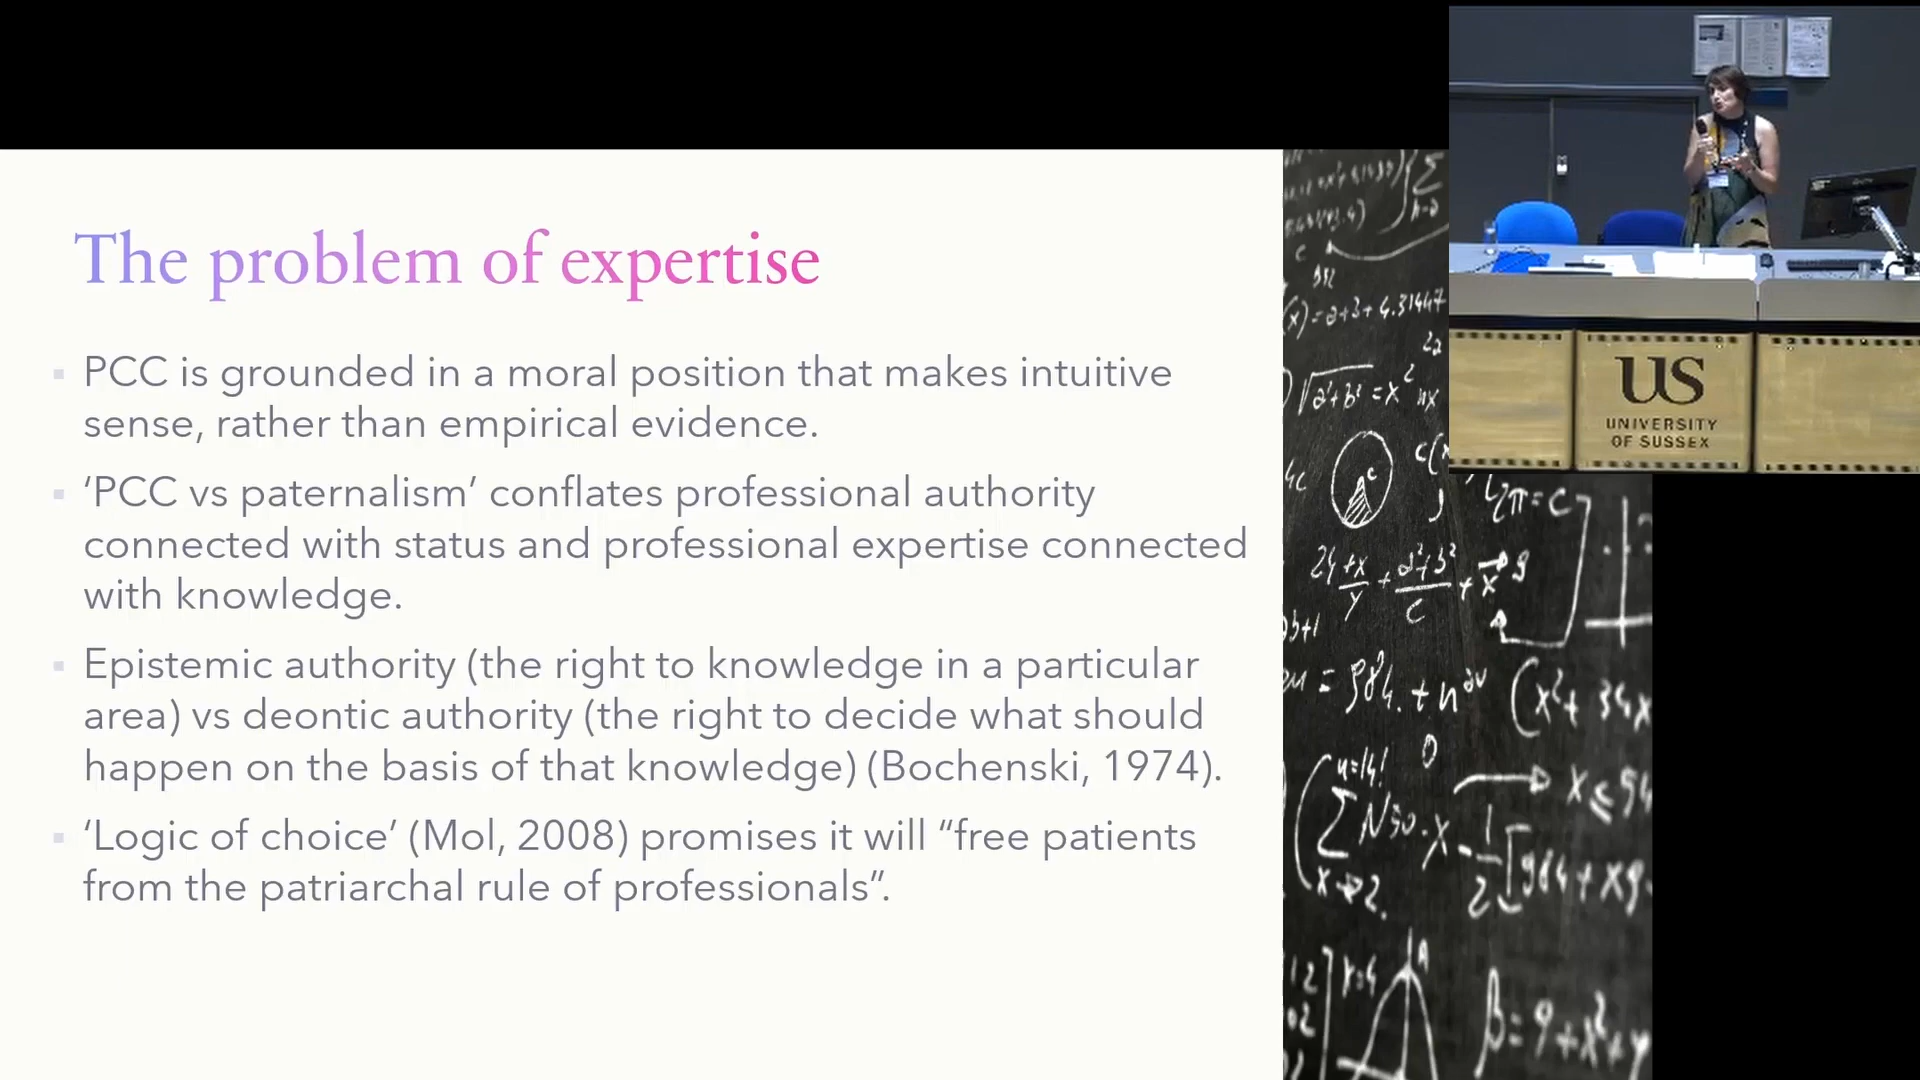 The problem of expertise
PCC is grounded in a moral position that makes intuitive
sense, rather than empirical evidence.
‘PCC vs paternalism’ conflates professional authority
connected with status and professional expertise connected
with knowledge.
Epistemic authority (the right to knowledge in a particular
area) vs deontic authority (the right to decide what should
happen on the basis of that knowledge) (Bochenski, 1974).
‘Logic of choice’ (Mol, 2008) promises it will “free patients
from the patriarchal rule of professionals”.
US
UNIVERSITY
OF SUSSEX